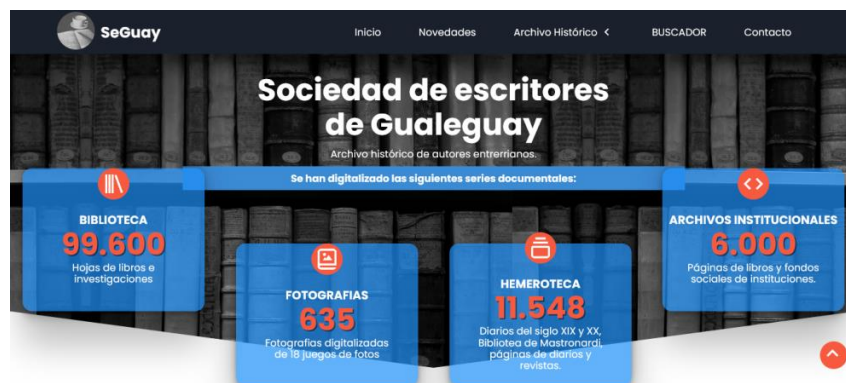 SeGuay
Inicio
Novedades
Archivo Histórico
BUSCADOR
Contacto
Sociedad de escritores
de Gualeguay
Archivo histórico de autores entrerrianos.
Se han digitalizado las siguientes series documentales:
BIBLIOTECA
99.600
Hojas de libros e
investigaciones
FOTOGRAFIAS
635
Fotografias digitalizadas
de 18 juegos de fotos
HEMEROTECA
11.548
Diarios del siglo XIX y XX,
Bibliotea de Mastronardi,
páginas de diarios y
revistas.
ARCHIVOS INSTITUCIONALES
6.000
Páginas de libros y fondos
sociales de instituciones.